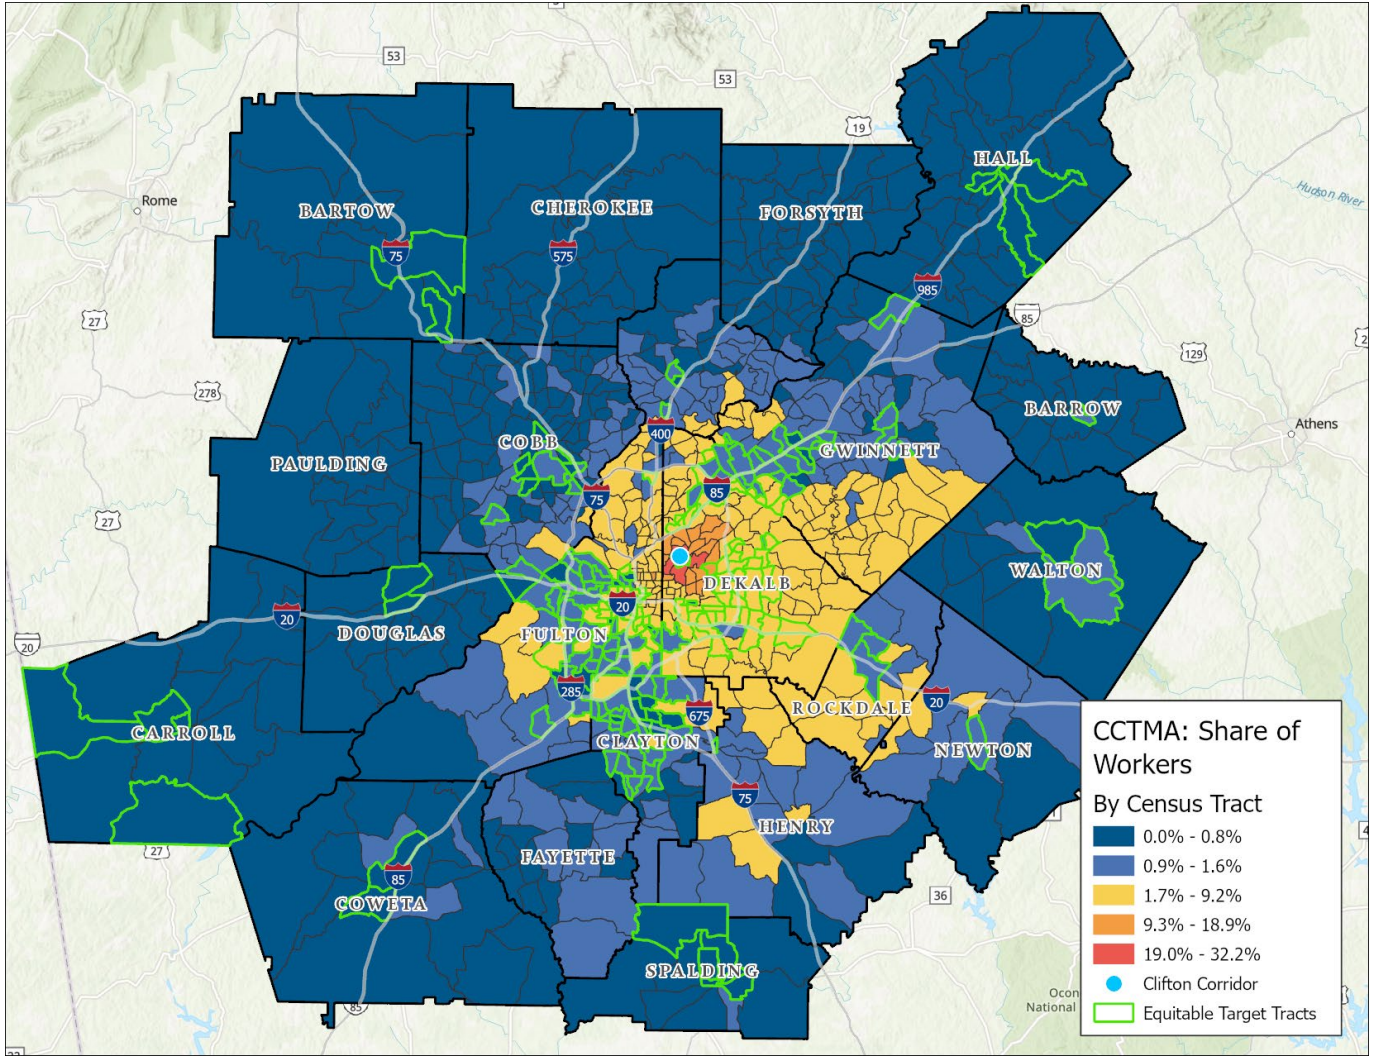 53
53
19
HALL
Hudson River
Rome
BARTOW
CHEROKEE
FORSYTH
75
575
985
85
27
129
278
BARROW
Athens
400
COBB
GWINNETT
PAULDING
75
85
27
WALTON
DEKALB
20
20
DOUGLAS
FULTON
20
285
ROCKDALE
20
675
CARROLL
CLAYTON
NEWTON
75
HENRY
27
FAYETTE
85
COWETA
36
SPALDING
85
Ocon
National
CCTMA: Share of
Workers
By Census Tract
0.0% - 0.8%
0.9% - 1.6%
1.7% - 9.2%
9.3% - 18.9%
19.0% - 32.2%
Clifton Corridor
Equitable Target Tracts